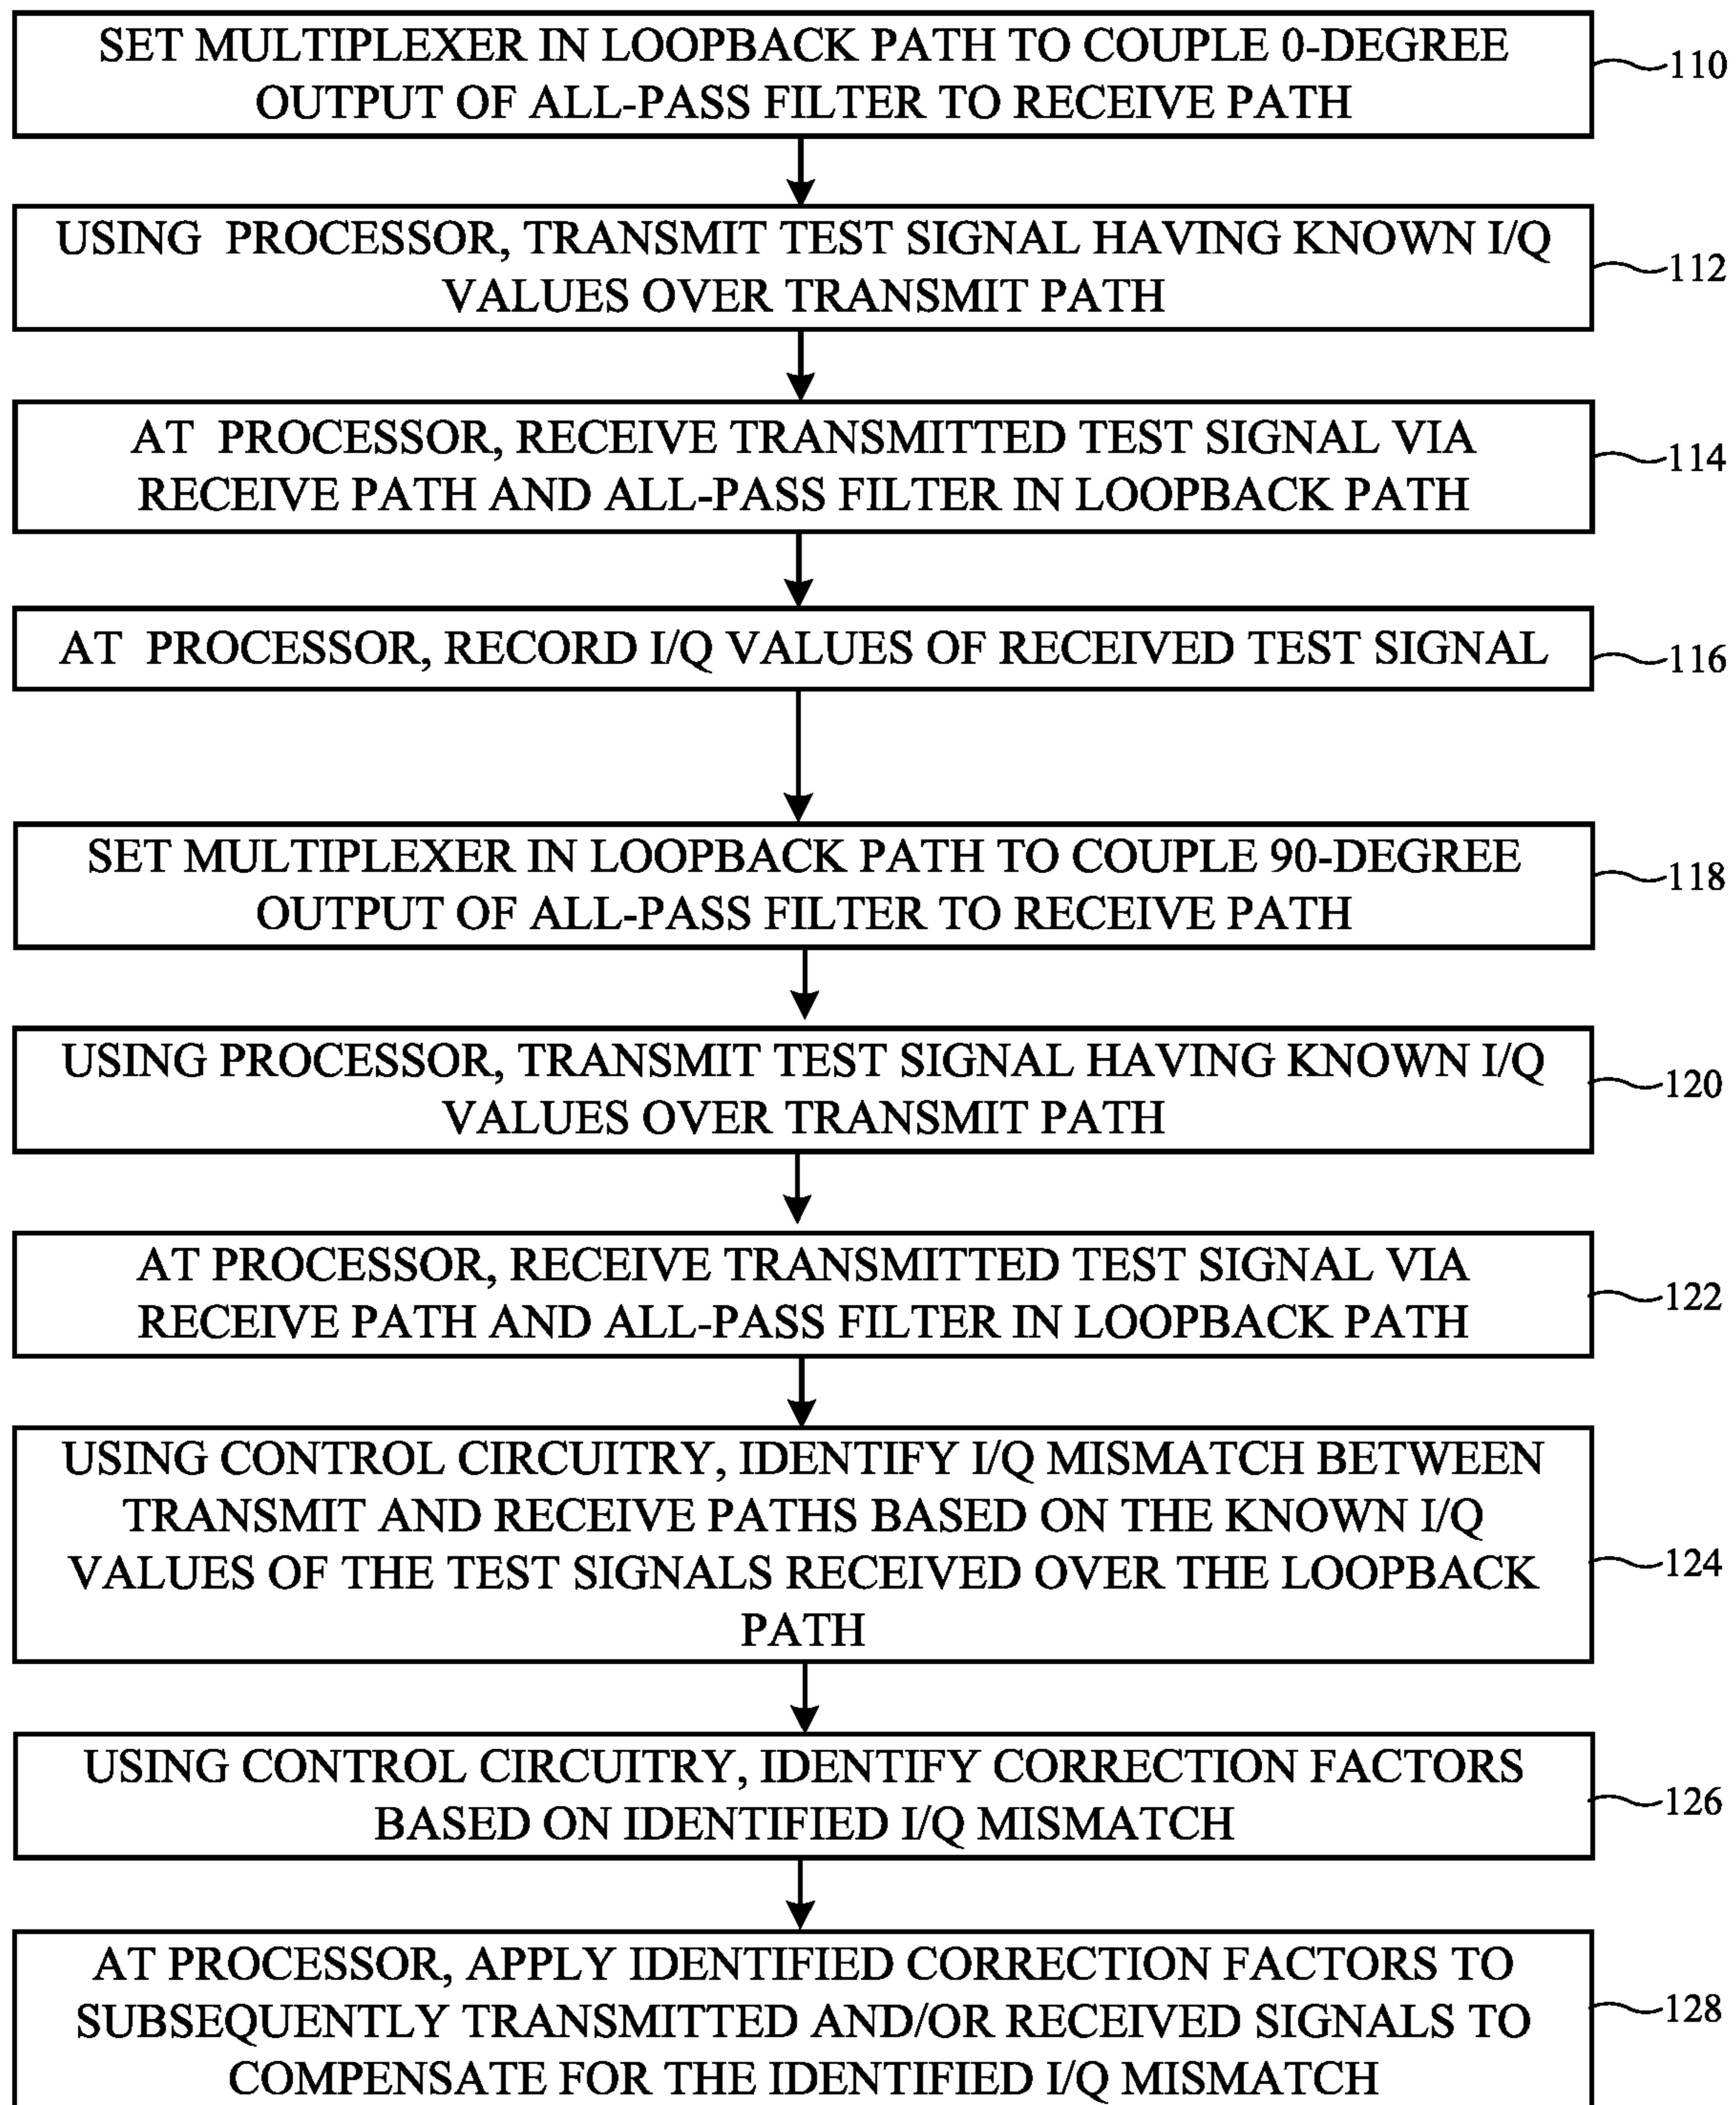 SET MULTIPLEXER IN LOOPBACK PATH TO COUPLE 0-DEGREE
OUTPUT OF ALL-PASS FILTER TO RECEIVE PATH
110
USING PROCESSOR, TRANSMIT TEST SIGNAL HAVING KNOWN I/Q
VALUES OVER TRANSMIT PATH
112
AT PROCESSOR, RECEIVE TRANSMITTED TEST SIGNAL VIA
RECEIVE PATH AND ALL-PASS FILTER IN LOOPBACK PATH
114
AT PROCESSOR, RECORD I/Q VALUES OF RECEIVED TEST SIGNAL
116
SET MULTIPLEXER IN LOOPBACK PATH TO COUPLE 90-DEGREE
OUTPUT OF ALL-PASS FILTER TO RECEIVE PATH
118
USING PROCESSOR, TRANSMIT TEST SIGNAL HAVING KNOWN I/Q
VALUES OVER TRANSMIT PATH
120
AT PROCESSOR, RECEIVE TRANSMITTED TEST SIGNAL VIA
RECEIVE PATH AND ALL-PASS FILTER IN LOOPBACK PATH
122
USING CONTROL CIRCUITRY, IDENTIFY I/Q MISMATCH BETWEEN
TRANSMIT AND RECEIVE PATHS BASED ON THE KNOWN I/Q
VALUES OF THE TEST SIGNALS RECEIVED OVER THE LOOPBACK
PATH
124
USING CONTROL CIRCUITRY, IDENTIFY CORRECTION FACTORS
BASED ON IDENTIFIED I/Q MISMATCH
126
AT PROCESSOR, APPLY IDENTIFIED CORRECTION FACTORS TO
SUBSEQUENTLY TRANSMITTED AND/OR RECEIVED SIGNALS TO
COMPENSATE FOR THE IDENTIFIED I/Q MISMATCH
128